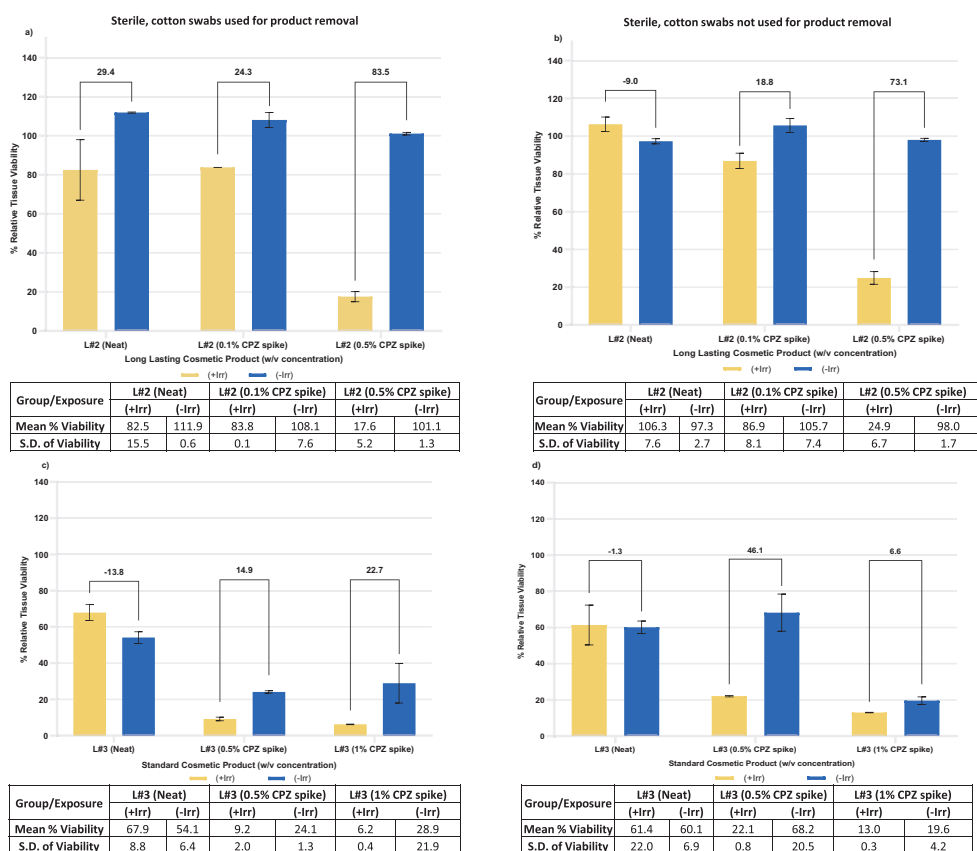 Sterile, cotton swabs used for product removal
a)
140
120
100
80
60
40
20
0
% Relative Tissue Viability
29.4
24.3
83.5
L#2 (Neat) L#2 (0.1% CPZ spike) L#2 (0.5% CPZ spike)
Long Lasting Cosmetic Product (w/v concentration)
(+Irr) (-Irr)
Group/Exposure L#2 (Neat) L#2 (0.1% CPZ spike) L#2 (0.5% CPZ spike)
(+Irr) (-Irr) (+Irr) (-Irr) (+Irr) (-Irr)
Mean % Viability 82.5 111.9 83.8 108.1 17.6 101.1
S.D. of Viability 15.5 0.6 0.1 7.6 5.2 1.3
Sterile, cotton swabs not used for product removal
b)
140
120
100
80
60
40
20
0
% Relative Tissue Viability
-9.0
18.8
73.1
L#2 (Neat) L#2 (0.1% CPZ spike) L#2 (0.5% CPZ spike)
Long Lasting Cosmetic Product (w/v concentration)
(+Irr) (-Irr)
Group/Exposure L#2 (Neat) L#2 (0.1% CPZ spike) L#2 (0.5% CPZ spike)
(+Irr) (-Irr) (+Irr) (-Irr) (+Irr) (-Irr)
Mean % Viability 106.3 97.3 86.9 105.7 24.9 98.0
S.D. of Viability 7.6 2.7 8.1 7.4 6.7 1.7
c)
140
120
100
80
60
40
20
0
% Relative Tissue Viability
-13.8
14.9
22.7
L#3 (Neat) L#3 (0.5% CPZ spike) L#3 (1% CPZ spike)
Standard Cosmetic Product (w/v concentration)
(+Irr) (-Irr)
Group/Exposure L#3 (Neat) L#3 (0.5% CPZ spike) L#3 (1% CPZ spike)
(+Irr) (-Irr) (+Irr) (-Irr) (+Irr) (-Irr)
Mean % Viability 67.9 54.1 9.2 24.1 6.2 28.9
S.D. of Viability 8.8 6.4 2.0 1.3 0.4 21.9
d)
140
120
100
80
60
40
20
0
% Relative Tissue Viability
-1.3
46.1
6.6
L#3 (Neat) L#3 (0.5% CPZ spike) L#3 (1% CPZ spike)
Standard Cosmetic Product (w/v concentration)
(+Irr) (-Irr)
Group/Exposure L#3 (Neat) L#3 (0.5% CPZ spike) L#3 (1% CPZ spike)
(+Irr) (-Irr) (+Irr) (-Irr) (+Irr) (-Irr)
Mean % Viability 61.4 60.1 22.1 68.2 13.0 19.6
S.D. of Viability 22.0 6.9 0.8 20.5 0.3 4.2